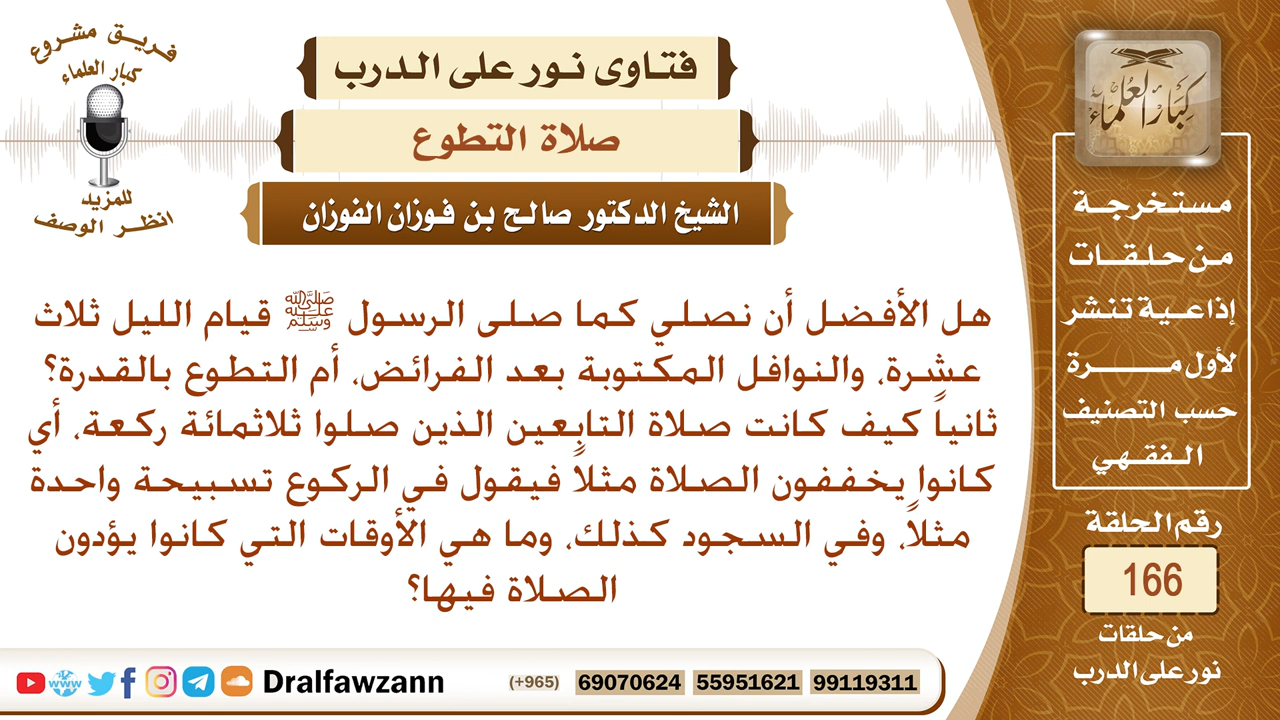 فريق مشروع
كبار العلماء
للمزيد
انظر الوصف
فتاوى نور على الدرب
صلاة التطوع
الشيخ الدكتور صالح بن فوزان الفوزان
هل الأفضل أن نصلي كما صلى الرسول ﷺ قيام الليل ثلاث
عشرة، والنوافل المكتوبة بعد الفرائض، أم التطوع بالقدرة؟
ثانياً كيف كانت صلاة التابعين الذين صلوا ثلاثمائة ركعة، أي
كانوا يخففون الصلاة مثلاً فيقول في الركوع تسبيحة واحدة
مثلاً، وفي السجود كذلك، وما هي الأوقات التي كانوا يؤدون
الصلاة فيها؟
كبار العلماء
مستخرجة
من حلقات
إذاعية تنشر
لأول مرة
حسب التصنيف
الفقهي
رقم الحلقة
166
من حلقات
نور على الدرب
Dralfawzann (+965) 69070624 55951621 99119311